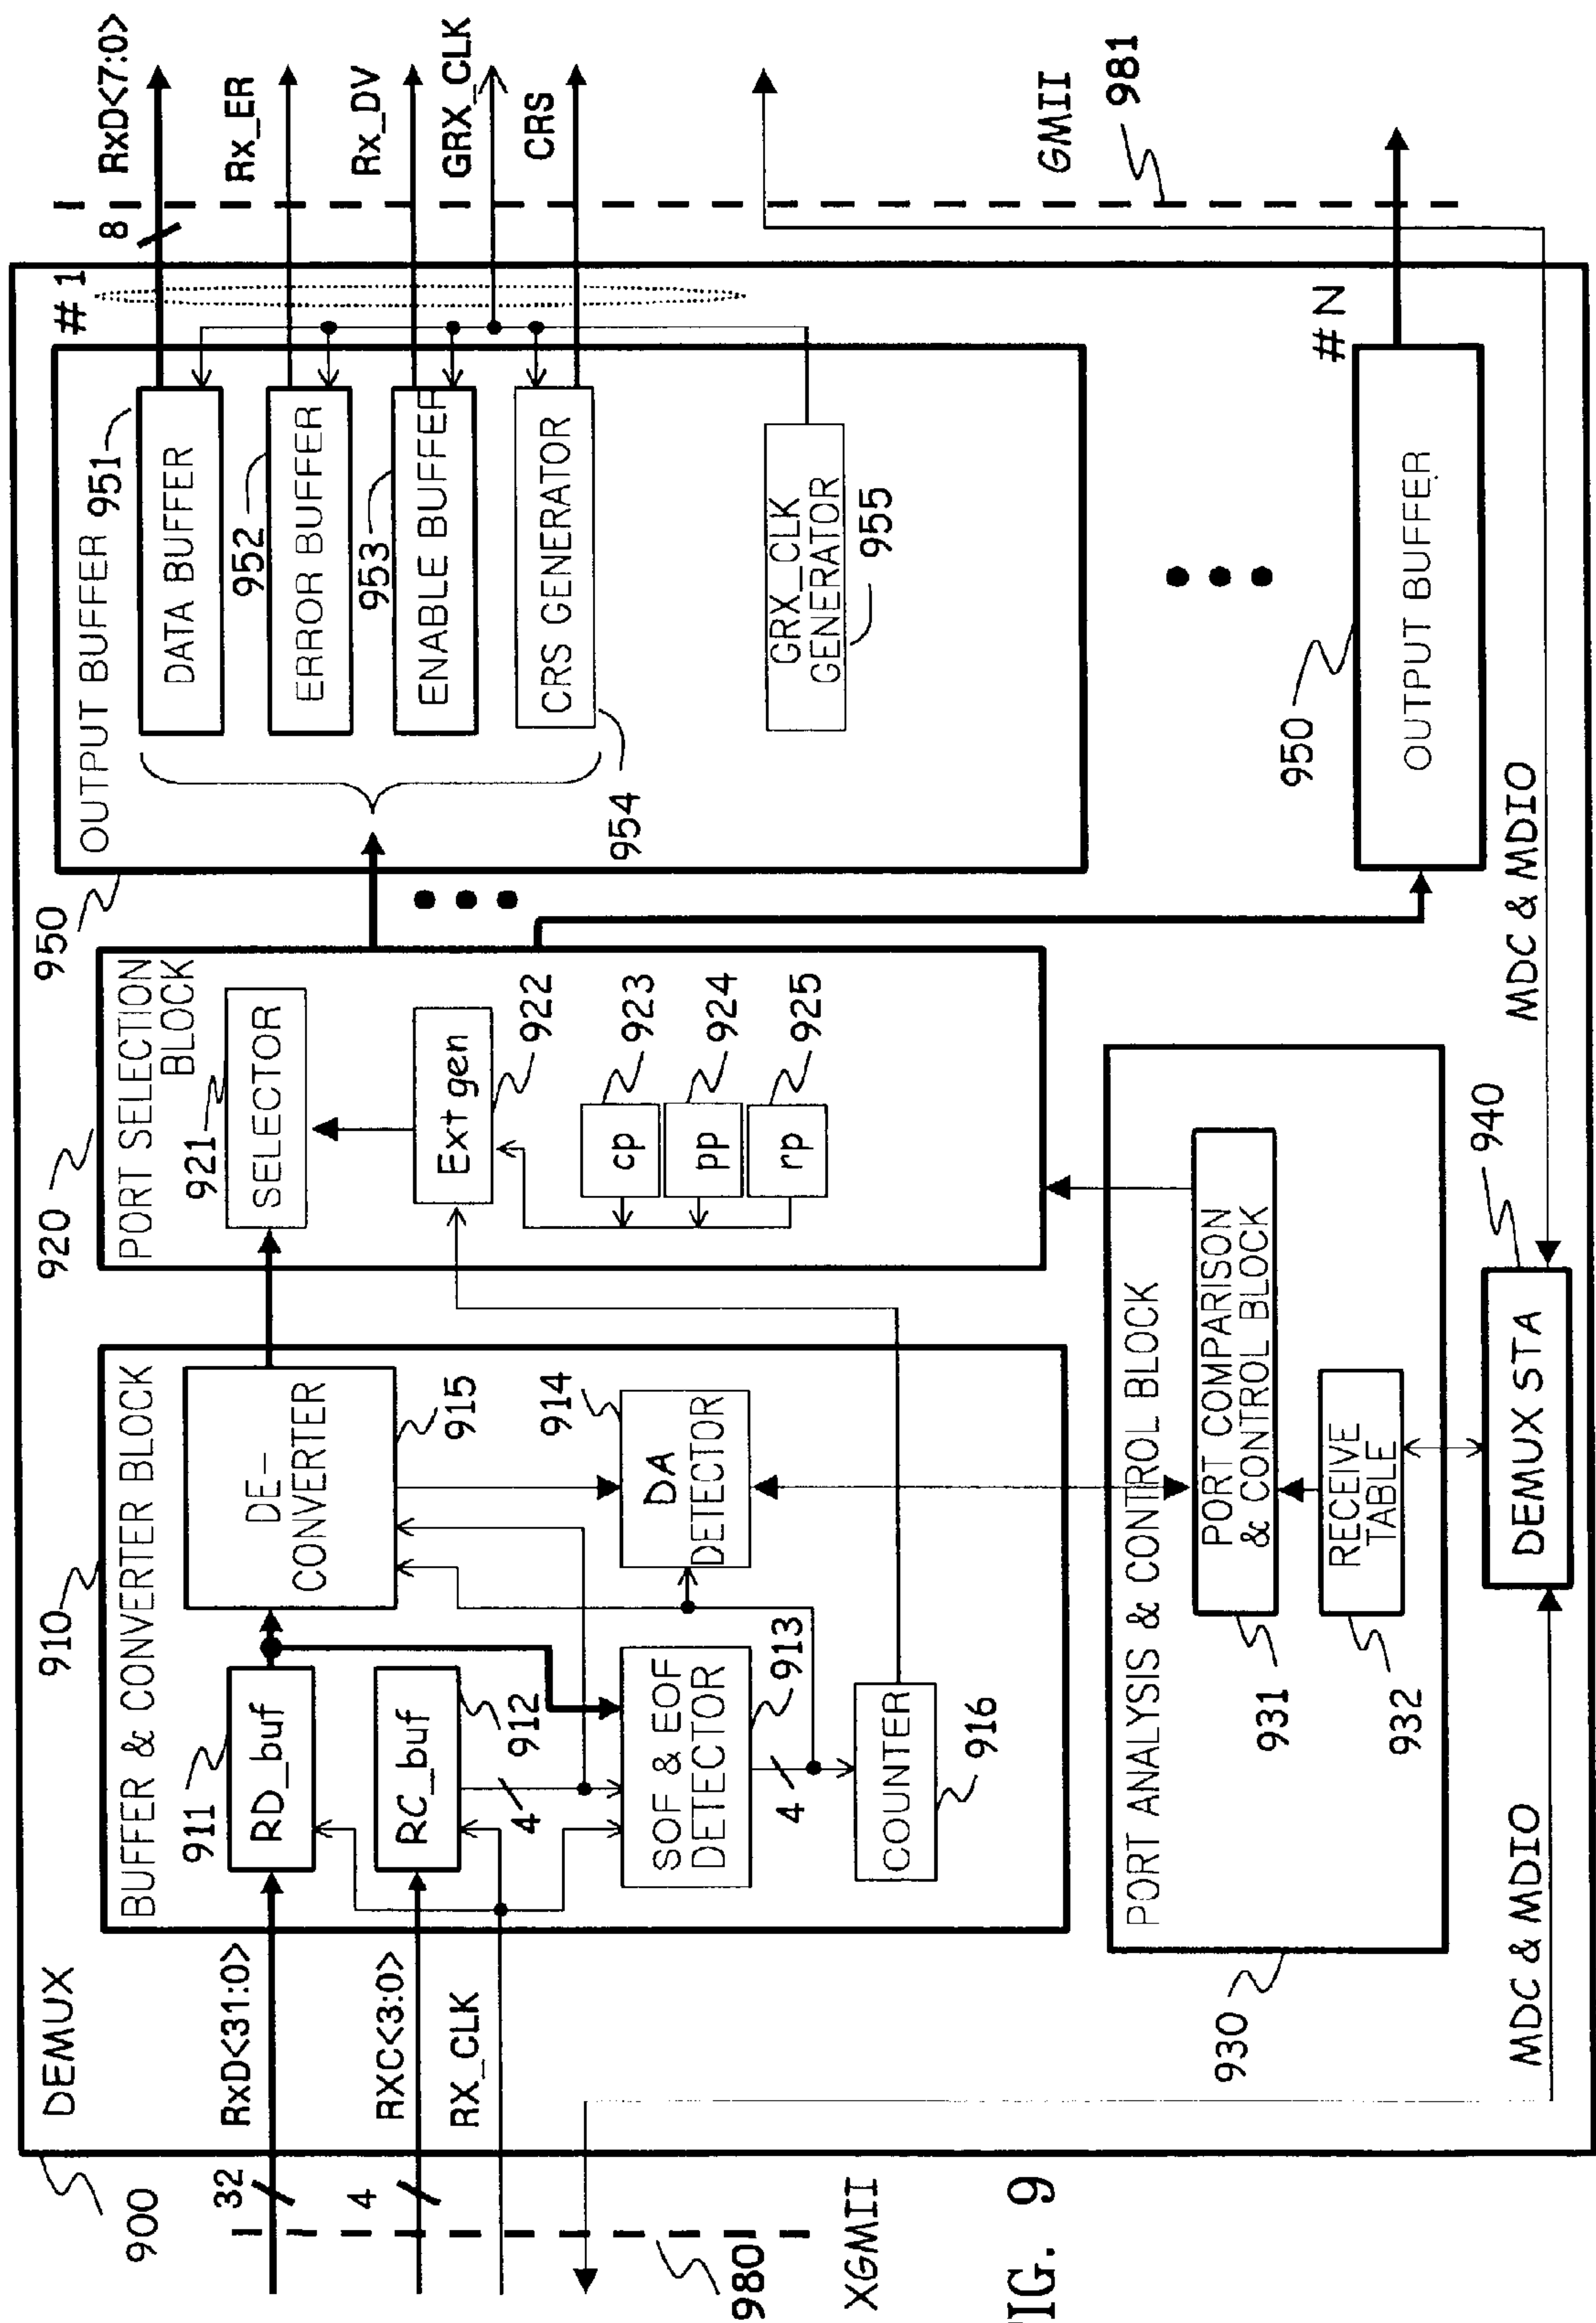 DEMUX
900
32
RxD<31:0>
4
RXC<3:0>
RX_CLK
980
XGMII
910
BUFFER & CONVERTER BLOCK
911
RD_buf
RC_buf
912
4
SOF & EOF
DETECTOR
913
4
COUNTER
916
DE-
CONVERTER
915
914
DA
DETECTOR
920
PORT SELECTION
BLOCK
921
SELECTOR
Ext gen
922
cp
923
pp
924
rp
925
930
PORT ANALYSIS & CONTROL BLOCK
PORT COMPARISON
& CONTROL BLOCK
931
RECEIVE
TABLE
932
940
DEMUX STA
MDC & MDIO
MDC & MDIO
950
OUTPUT BUFFER
951
DATA BUFFER
952
ERROR BUFFER
953
ENABLE BUFFER
CRS GENERATOR
954
GRX_CLK
GENERATOR
955
# 1
8
RxD<7:0>
Rx_ER
Rx_DV
GRX_CLK
CRS
950
OUTPUT BUFFER
# N
GMII
981
IG. 9